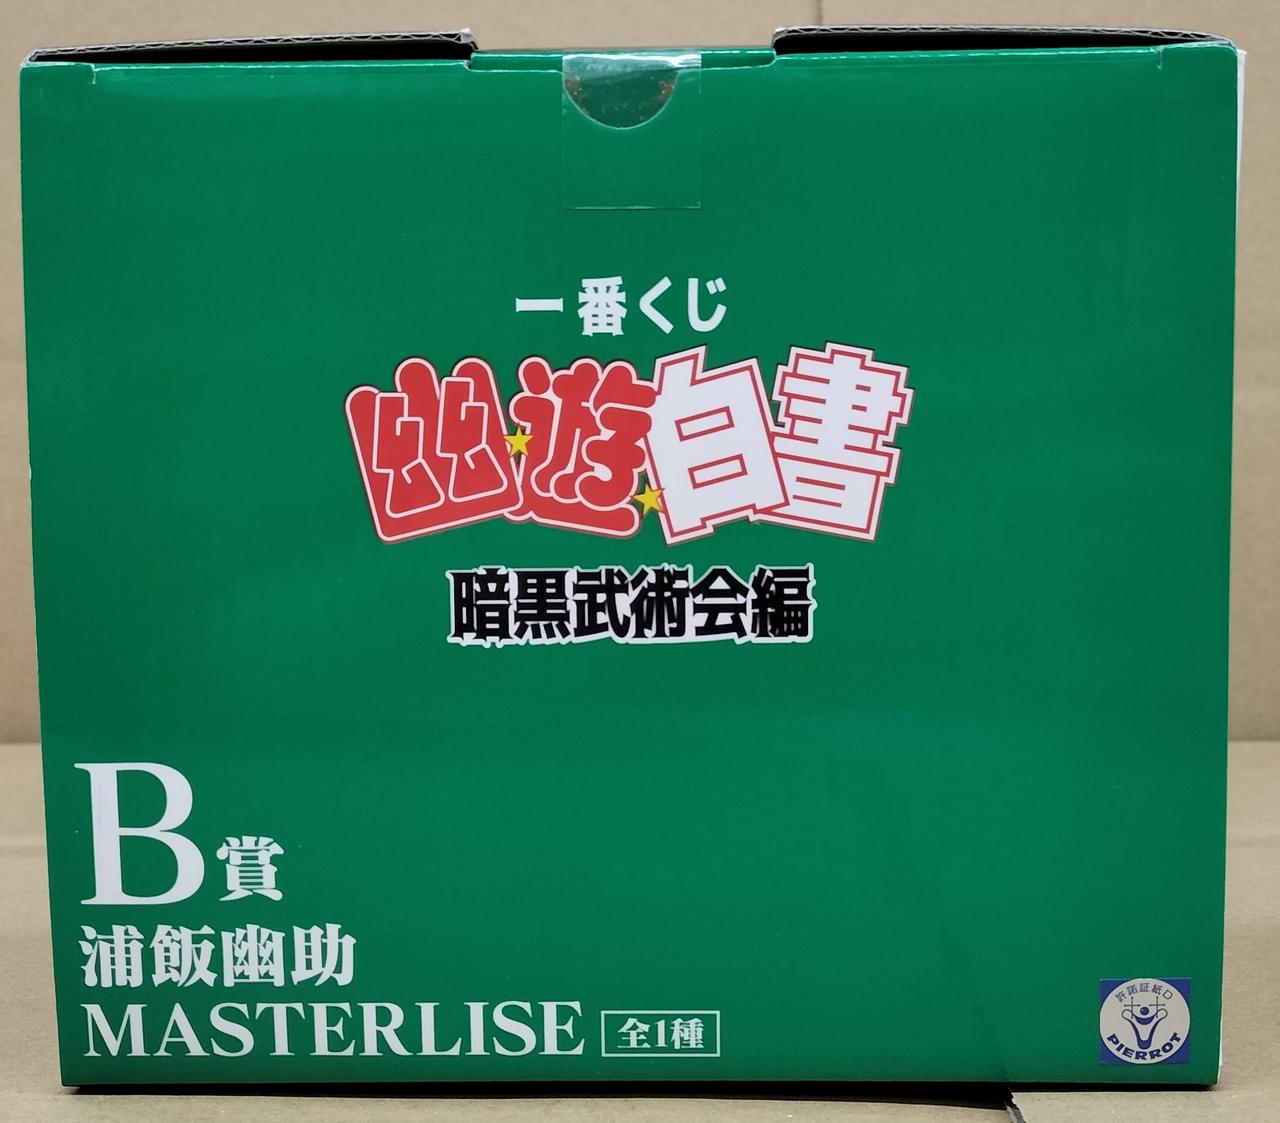 一番くじ
幽遊白書
暗黒武術会編
B賞
浦飯幽助
MASTERLISE 全1種
許諾証紙D
PIERROT